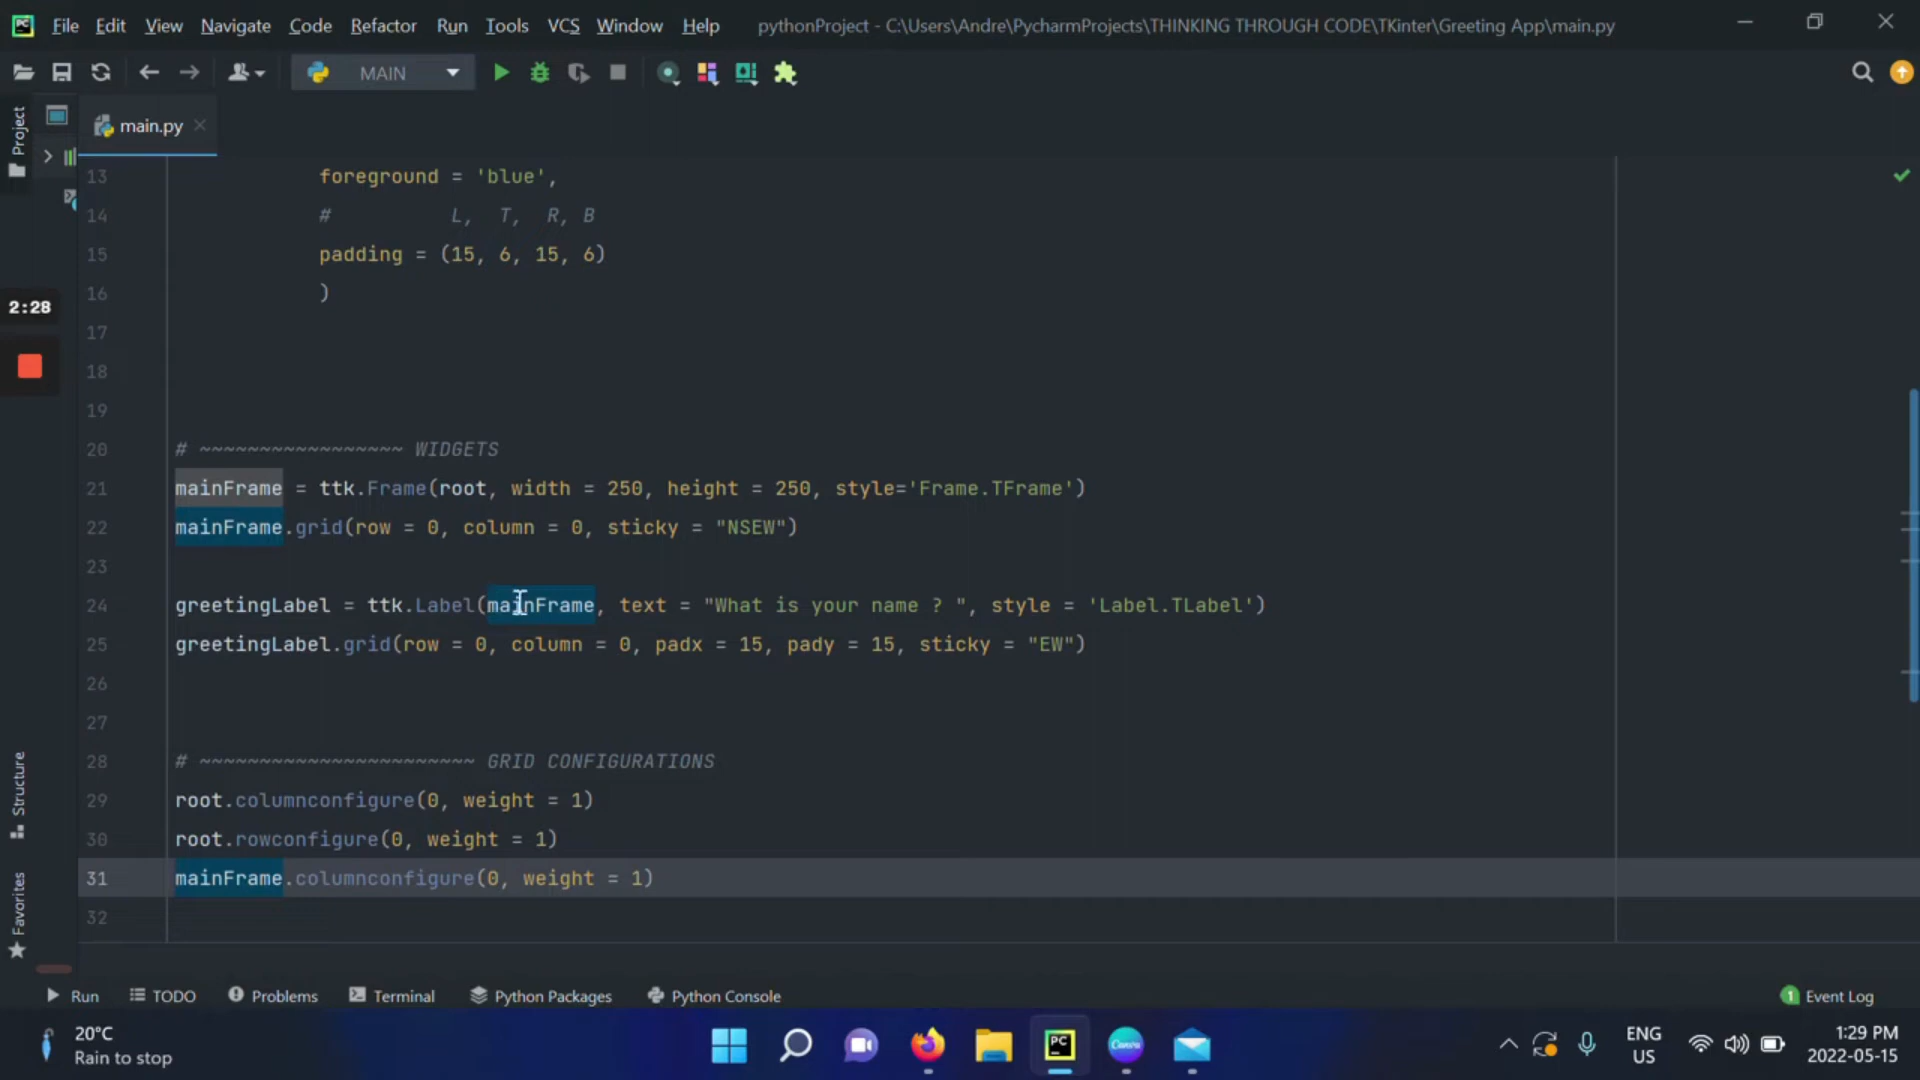 File Edit View Navigate Code Refactor Run Tools VCS Window Help pythonProject - C:\Users\Andre\PycharmProjects\THINKING THROUGH CODE\TKinter\Greeting App\main.py
MAIN
Project
main.py
2:28
13 foreground = 'blue',
14 # L, T, R, B
15 padding = (15, 6, 15, 6)
16 )
17
18
19
20 # ~~~~~~~~~~~~~~~~~ WIDGETS
21 mainFrame = ttk.Frame(root, width = 250, height = 250, style='Frame.TFrame')
22 mainFrame.grid(row = 0, column = 0, sticky = "NSEW")
23
24 greetingLabel = ttk.Label(mainFrame, text = "What is your name ? ", style = 'Label.TLabel')
25 greetingLabel.grid(row = 0, column = 0, padx = 15, pady = 15, sticky = "EW")
26
27
28 # ~~~~~~~~~~~~~~~~~~~~~~~ GRID CONFIGURATIONS
29 root.columnconfigure(0, weight = 1)
30 root.rowconfigure(0, weight = 1)
31 mainFrame.columnconfigure(0, weight = 1)
32
Structure
Favorites
Run TODO Problems Terminal Python Packages Python Console 1 Event Log
20°C
Rain to stop
PC
Canva
ENG
US
1:29 PM
2022-05-15